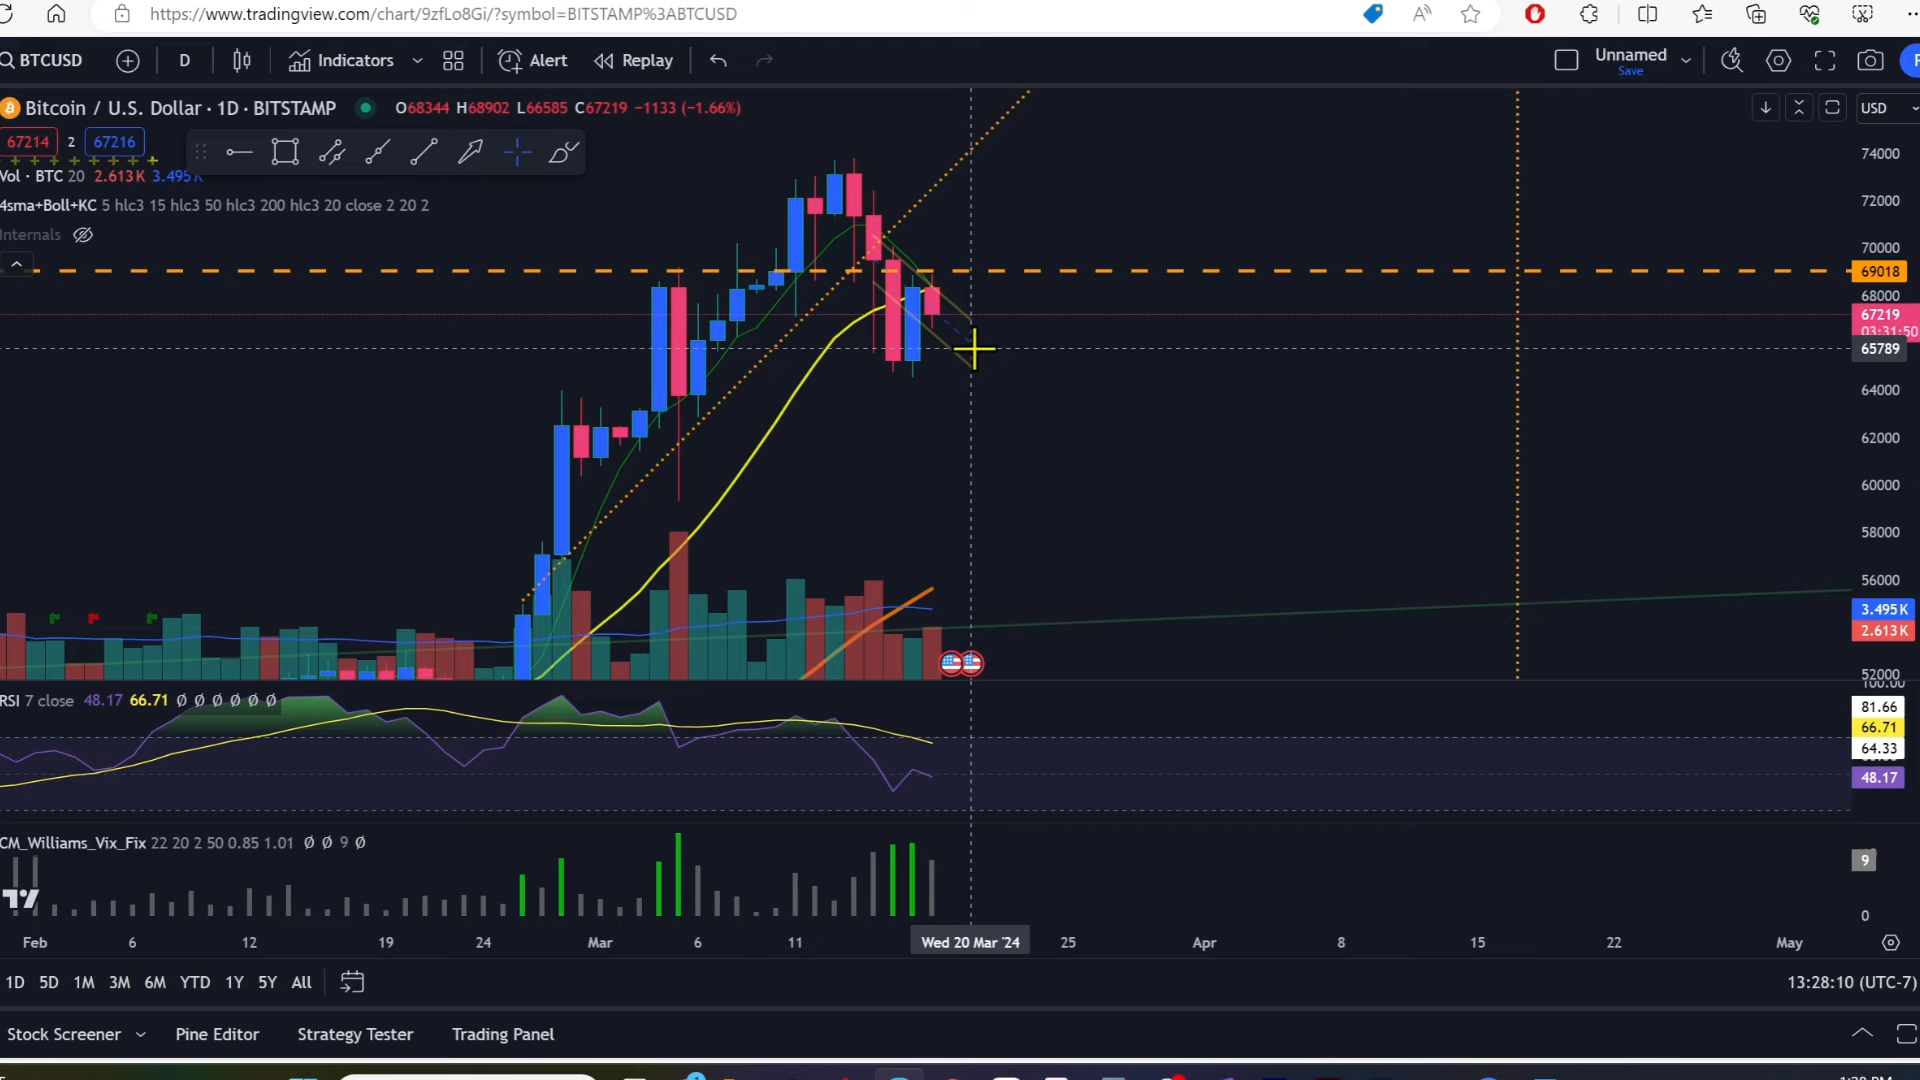 https://www.tradingview.com/chart/9zfLo8Gi/?symbol=BITSTAMP%3ABTCUSD
BTCUSD D Indicators Alert Replay Unnamed
Save
Bitcoin / U.S. Dollar · 1D · BITSTAMP O68344 H68902 L66585 C67219 −1133 (−1.66%) USD
67214 2 67216
Vol · BTC 20 2.613K 3.495K
4sma+Boll+KC 5 hlc3 15 hlc3 50 hlc3 200 hlc3 20 close 2 20 2
Internals
74000
72000
70000
69018
68000
67219
03:31:50
65789
64000
62000
60000
58000
56000
3.495K
2.613K
52000
100.00
RSI 7 close 48.17 66.71 Ø Ø Ø Ø Ø Ø
81.66
66.71
64.33
48.17
CM_Williams_Vix_Fix 22 20 2 50 0.85 1.01 Ø Ø 9 Ø
9
0
Feb 6 12 19 24 Mar 6 11 Wed 20 Mar '24 25 Apr 8 15 22 May
1D 5D 1M 3M 6M YTD 1Y 5Y All 13:28:10 (UTC-7)
Stock Screener Pine Editor Strategy Tester Trading Panel